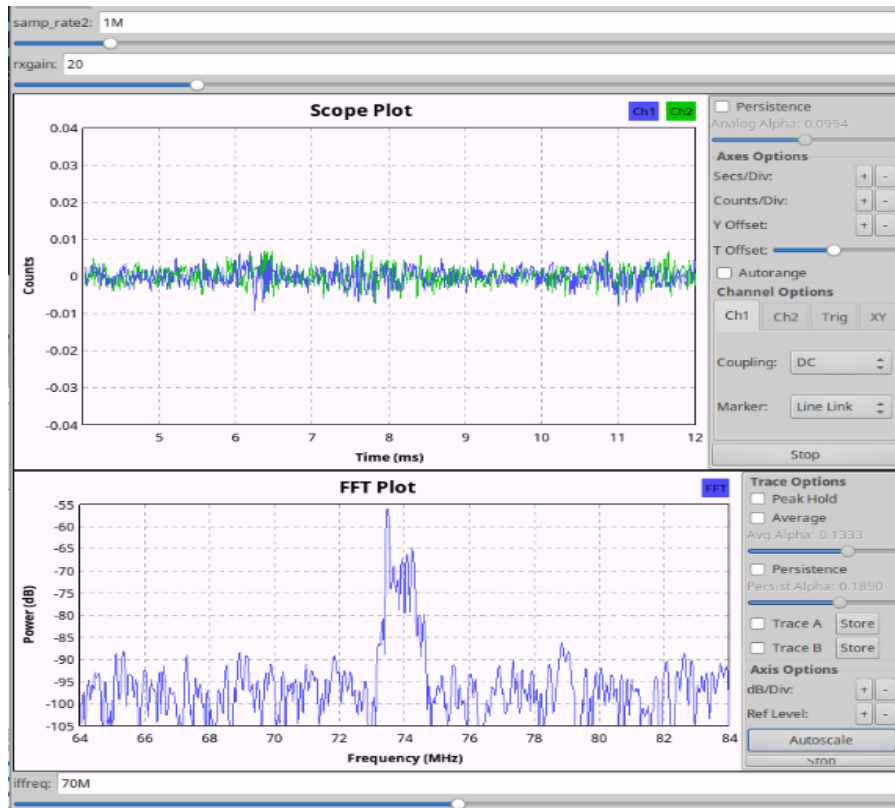 samp_rate2: 1M
rxgain: 20
Scope Plot
Ch1 Ch2
0.04
0.03
0.02
0.01
0
-0.01
-0.02
-0.03
-0.04
Counts
5 6 7 8 9 10 11 12
Time (ms)
Persistence
Analog Alpha: 0.0994
Axes Options
Secs/Div: + -
Counts/Div: + -
Y Offset: + -
T Offset:
Autorange
Channel Options
Ch1 Ch2 Trig XY
Coupling: DC
Marker: Line Link
Stop
FFT Plot
FFT
-55
-60
-65
-70
-75
-80
-85
-90
-95
-100
-105
Power (dB)
64 66 68 70 72 74 76 78 80 82 84
Frequency (MHz)
Trace Options
Peak Hold
Average
Avg Alpha: 0.1333
Persistence
Persist Alpha: 0.1890
Trace A Store
Trace B Store
Axis Options
dB/Div: + -
Ref Level: + -
Autoscale
Stop
iffreq: 70M